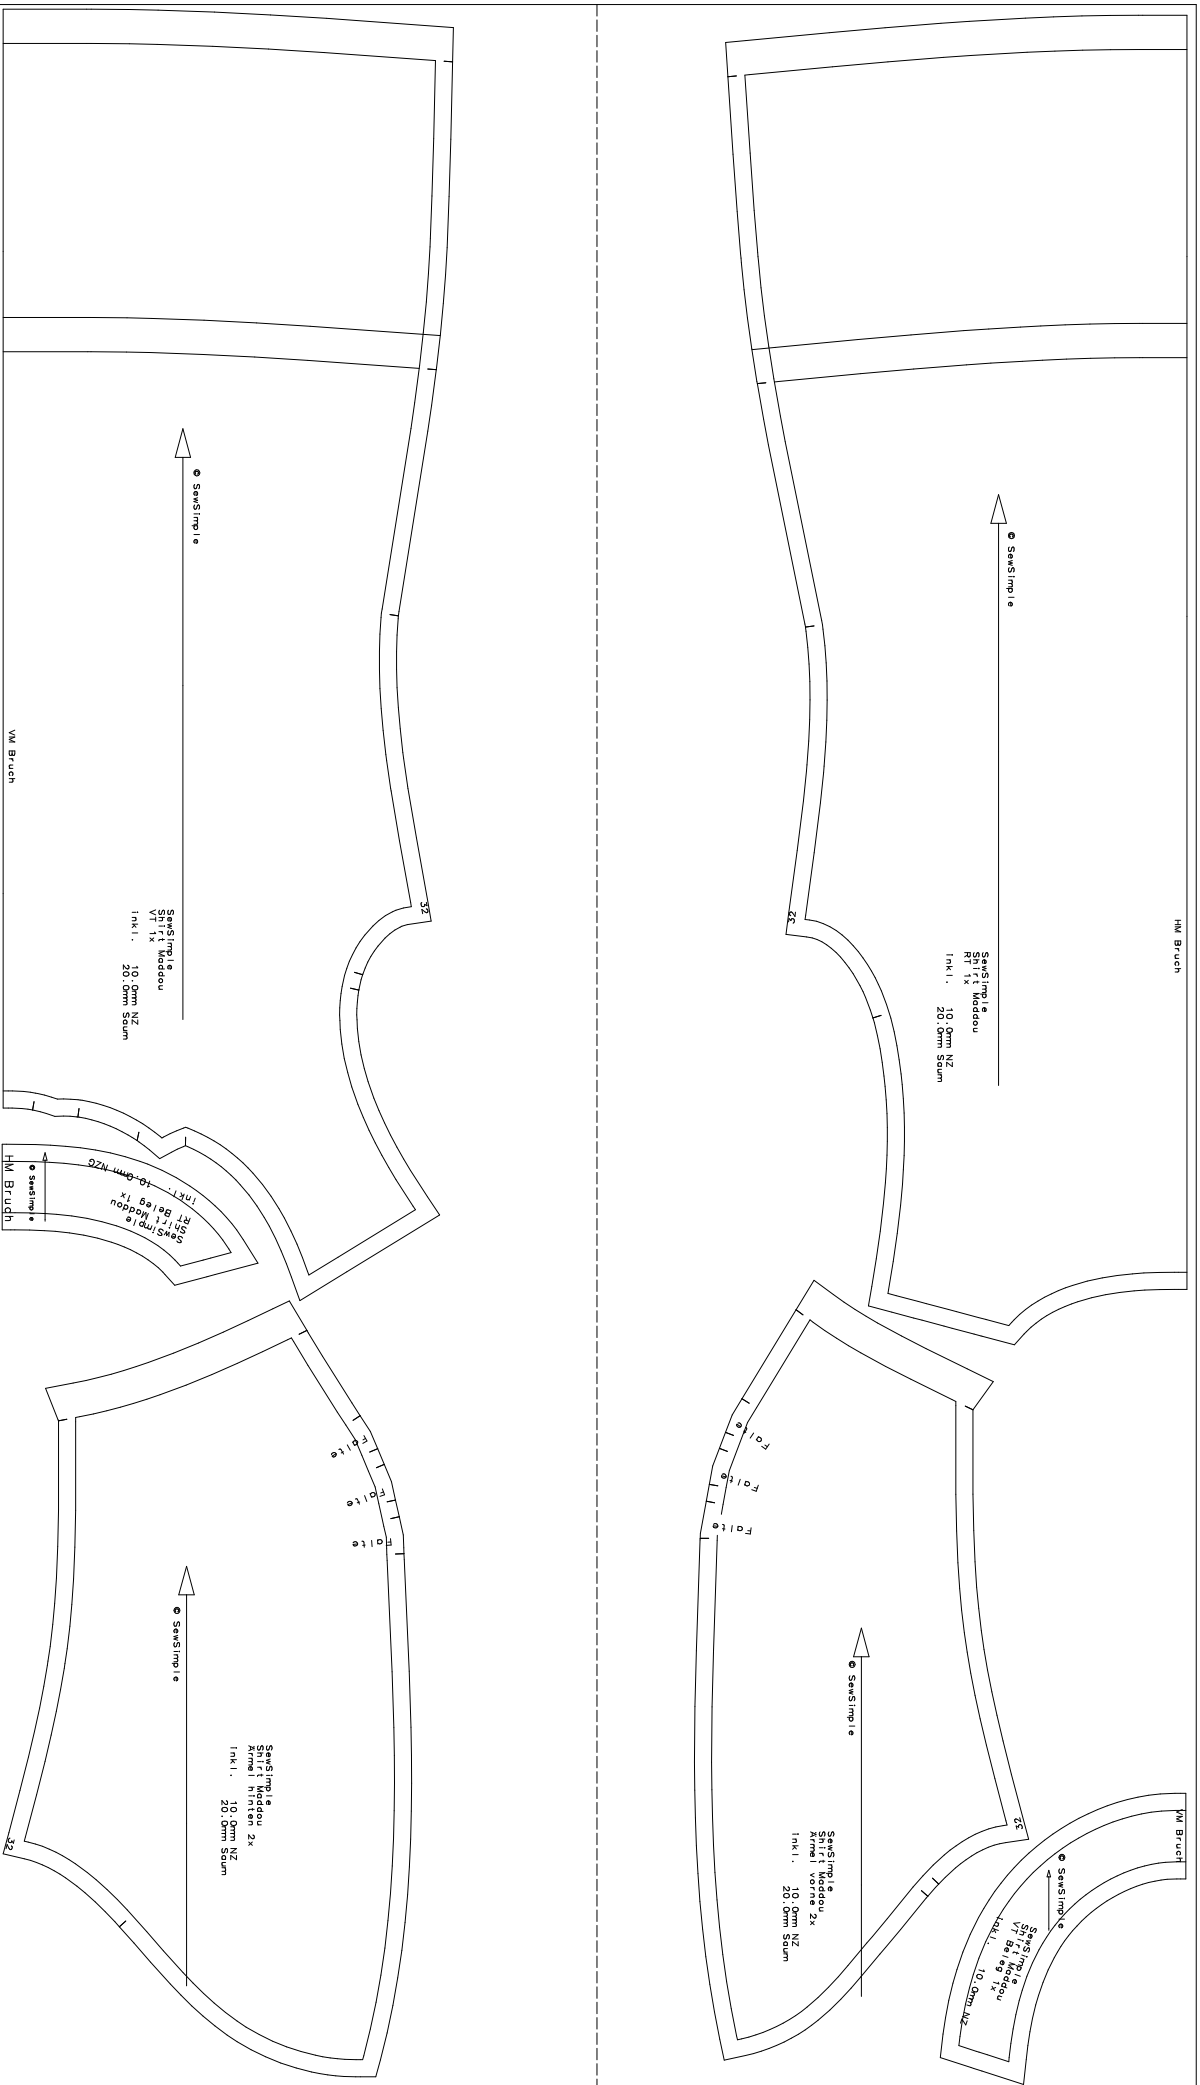 © SewSimple
VM Bruch
SewSimple
Shirt Maddou
VT 1x
inkl. 10.0mm NZ
20.0mm Saum
32
© SewSimple
HM Bruch
SewSimple
Shirt Maddou
RT 1x
inkl. 10.0mm NZ
20.0mm Saum
32
HM Bruch
© SewSimple
SewSimple
Shirt Maddou
RT Beleg 1x
inkl. 10.0mm NZG
Falte
Falte
Falte
© SewSimple
SewSimple
Shirt Maddou
Ärmel hinten 2x
inkl. 10.0mm NZ
20.0mm Saum
32
Falte
Falte
Falte
© SewSimple
SewSimple
Shirt Maddou
Ärmel vorne 2x
inkl. 10.0mm NZ
20.0mm Saum
32
VM Bruch
© SewSimple
SewSimple
Shirt Maddou
VT Beleg 1x
inkl. 10.0mm NZ